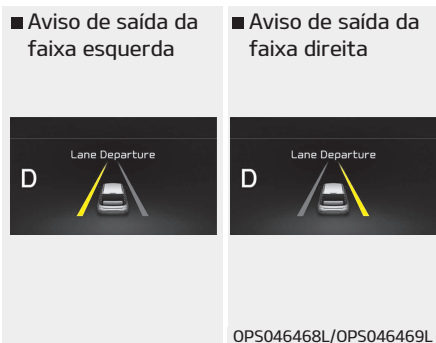 ■ Aviso de saída da
faixa esquerda
Lane Departure
D
■ Aviso de saída da
faixa direita
Lane Departure
D
OPS046468L/OPS046469L